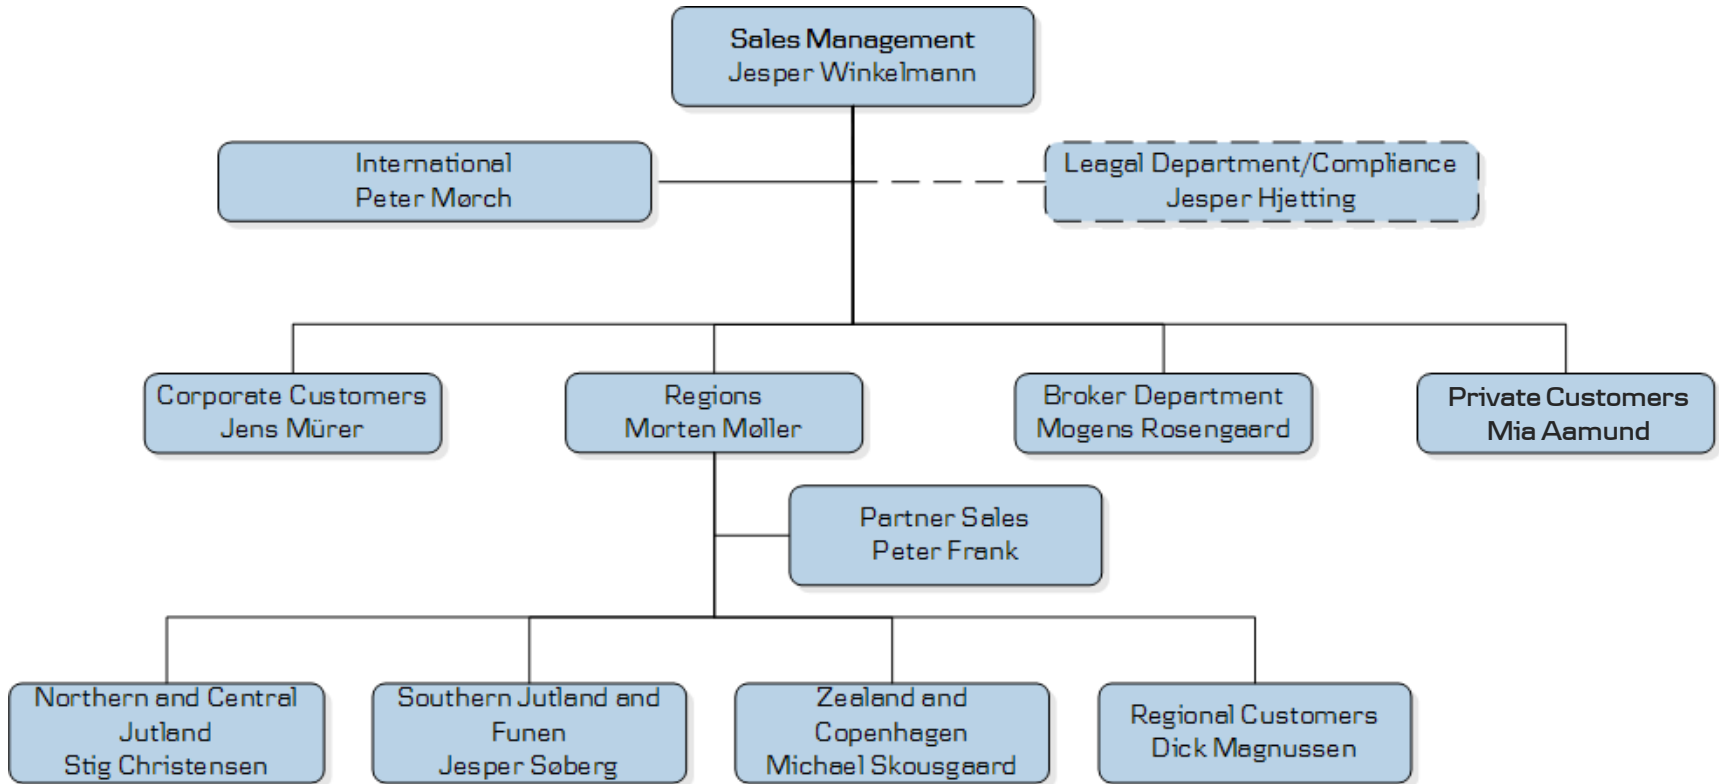 Sales Management
Jesper Winkelmann
International
Peter Mørch
Leagal Department/Compliance
Jesper Hjetting
Corporate Customers
Jens Mürer
Regions
Morten Møller
Broker Department
Mogens Rosengaard
Private Customers
Mia Aamund
Partner Sales
Peter Frank
Northern and Central
Jutland
Stig Christensen
Southern Jutland and
Funen
Jesper Søberg
Zealand and
Copenhagen
Michael Skousgaard
Regional Customers
Dick Magnussen